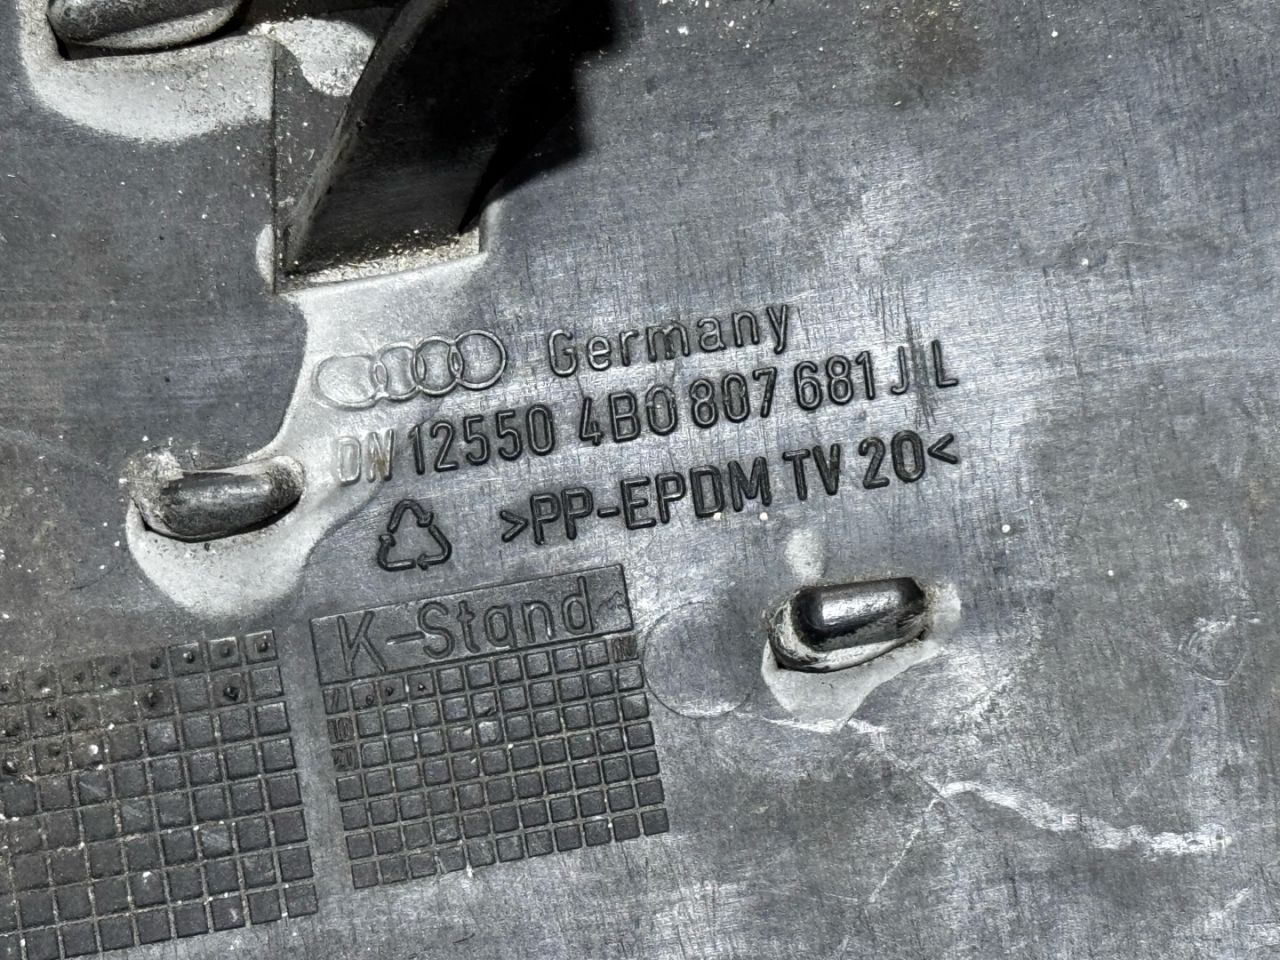 Germany
DN 12550 4B0 807 681 J L
>PP-EPDM TV 20<
K-Stand